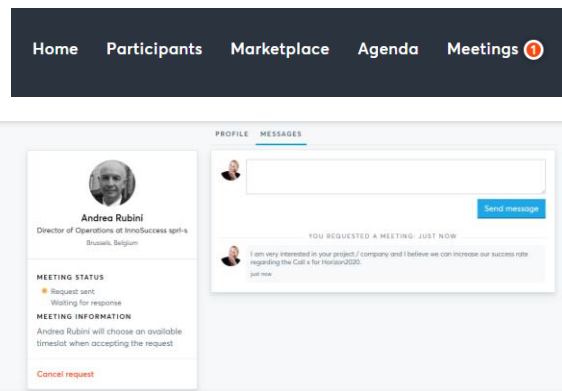 Home Participants Marketplace Agenda Meetings 1
PROFILE MESSAGES
Andrea Rubini
Director of Operations at InnoSuccess sprl-s
Brussels, Belgium
MEETING STATUS
Request sent
Waiting for response
MEETING INFORMATION
Andrea Rubini will choose an available
timeslot when accepting the request
Cancel request
Send message
YOU REQUESTED A MEETING: JUST NOW
I am very interested in your project / company and I believe we can increase our success rate
regarding the Call x for Horizon2020.
just now